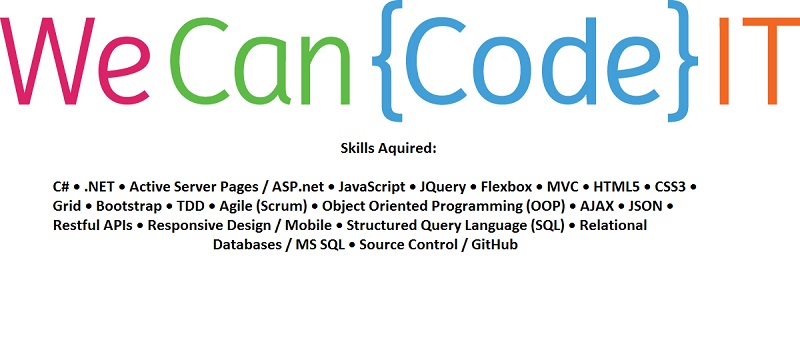 We Can {Code} IT
Skills Aquired:
C# • .NET • Active Server Pages / ASP.net • JavaScript • JQuery • Flexbox • MVC • HTML5 • CSS3 •
Grid • Bootstrap • TDD • Agile (Scrum) • Object Oriented Programming (OOP) • AJAX • JSON •
Restful APIs • Responsive Design / Mobile • Structured Query Language (SQL) • Relational
Databases / MS SQL • Source Control / GitHub